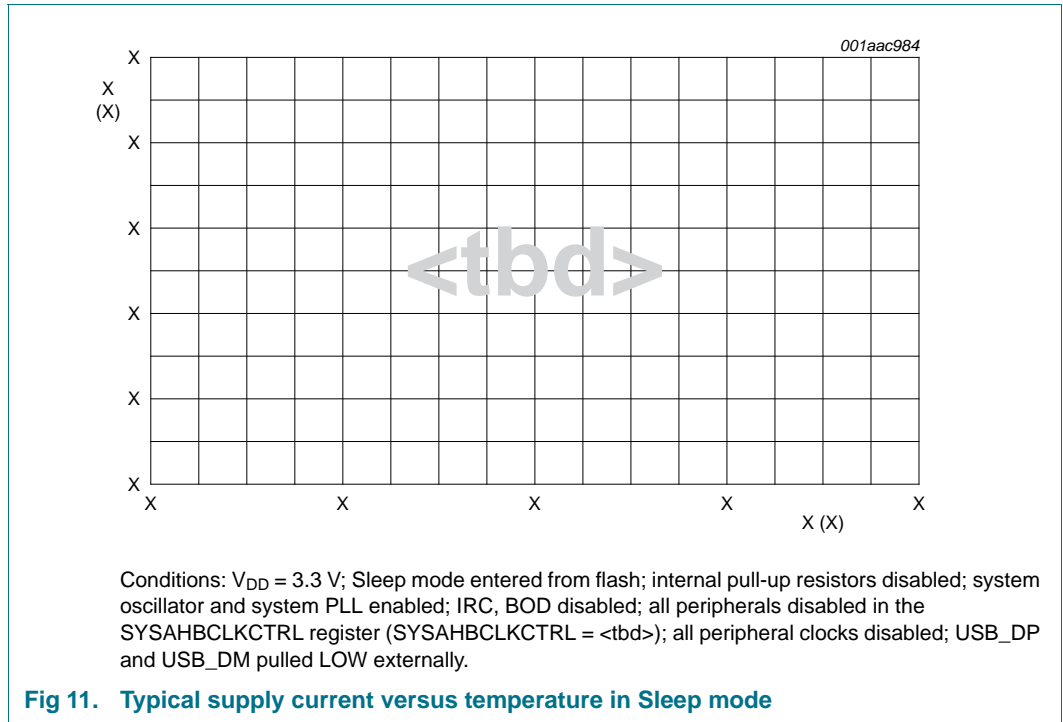 001aac984
X
X
(X)
X
X
<tbd>
X
X
X
X
X
X
X
X
X (X)
Conditions: VDD = 3.3 V; Sleep mode entered from flash; internal pull-up resistors disabled; system
oscillator and system PLL enabled; IRC, BOD disabled; all peripherals disabled in the
SYSAHBCLKCTRL register (SYSAHBCLKCTRL = <tbd>); all peripheral clocks disabled; USB_DP
and USB_DM pulled LOW externally.
Fig 11. Typical supply current versus temperature in Sleep mode